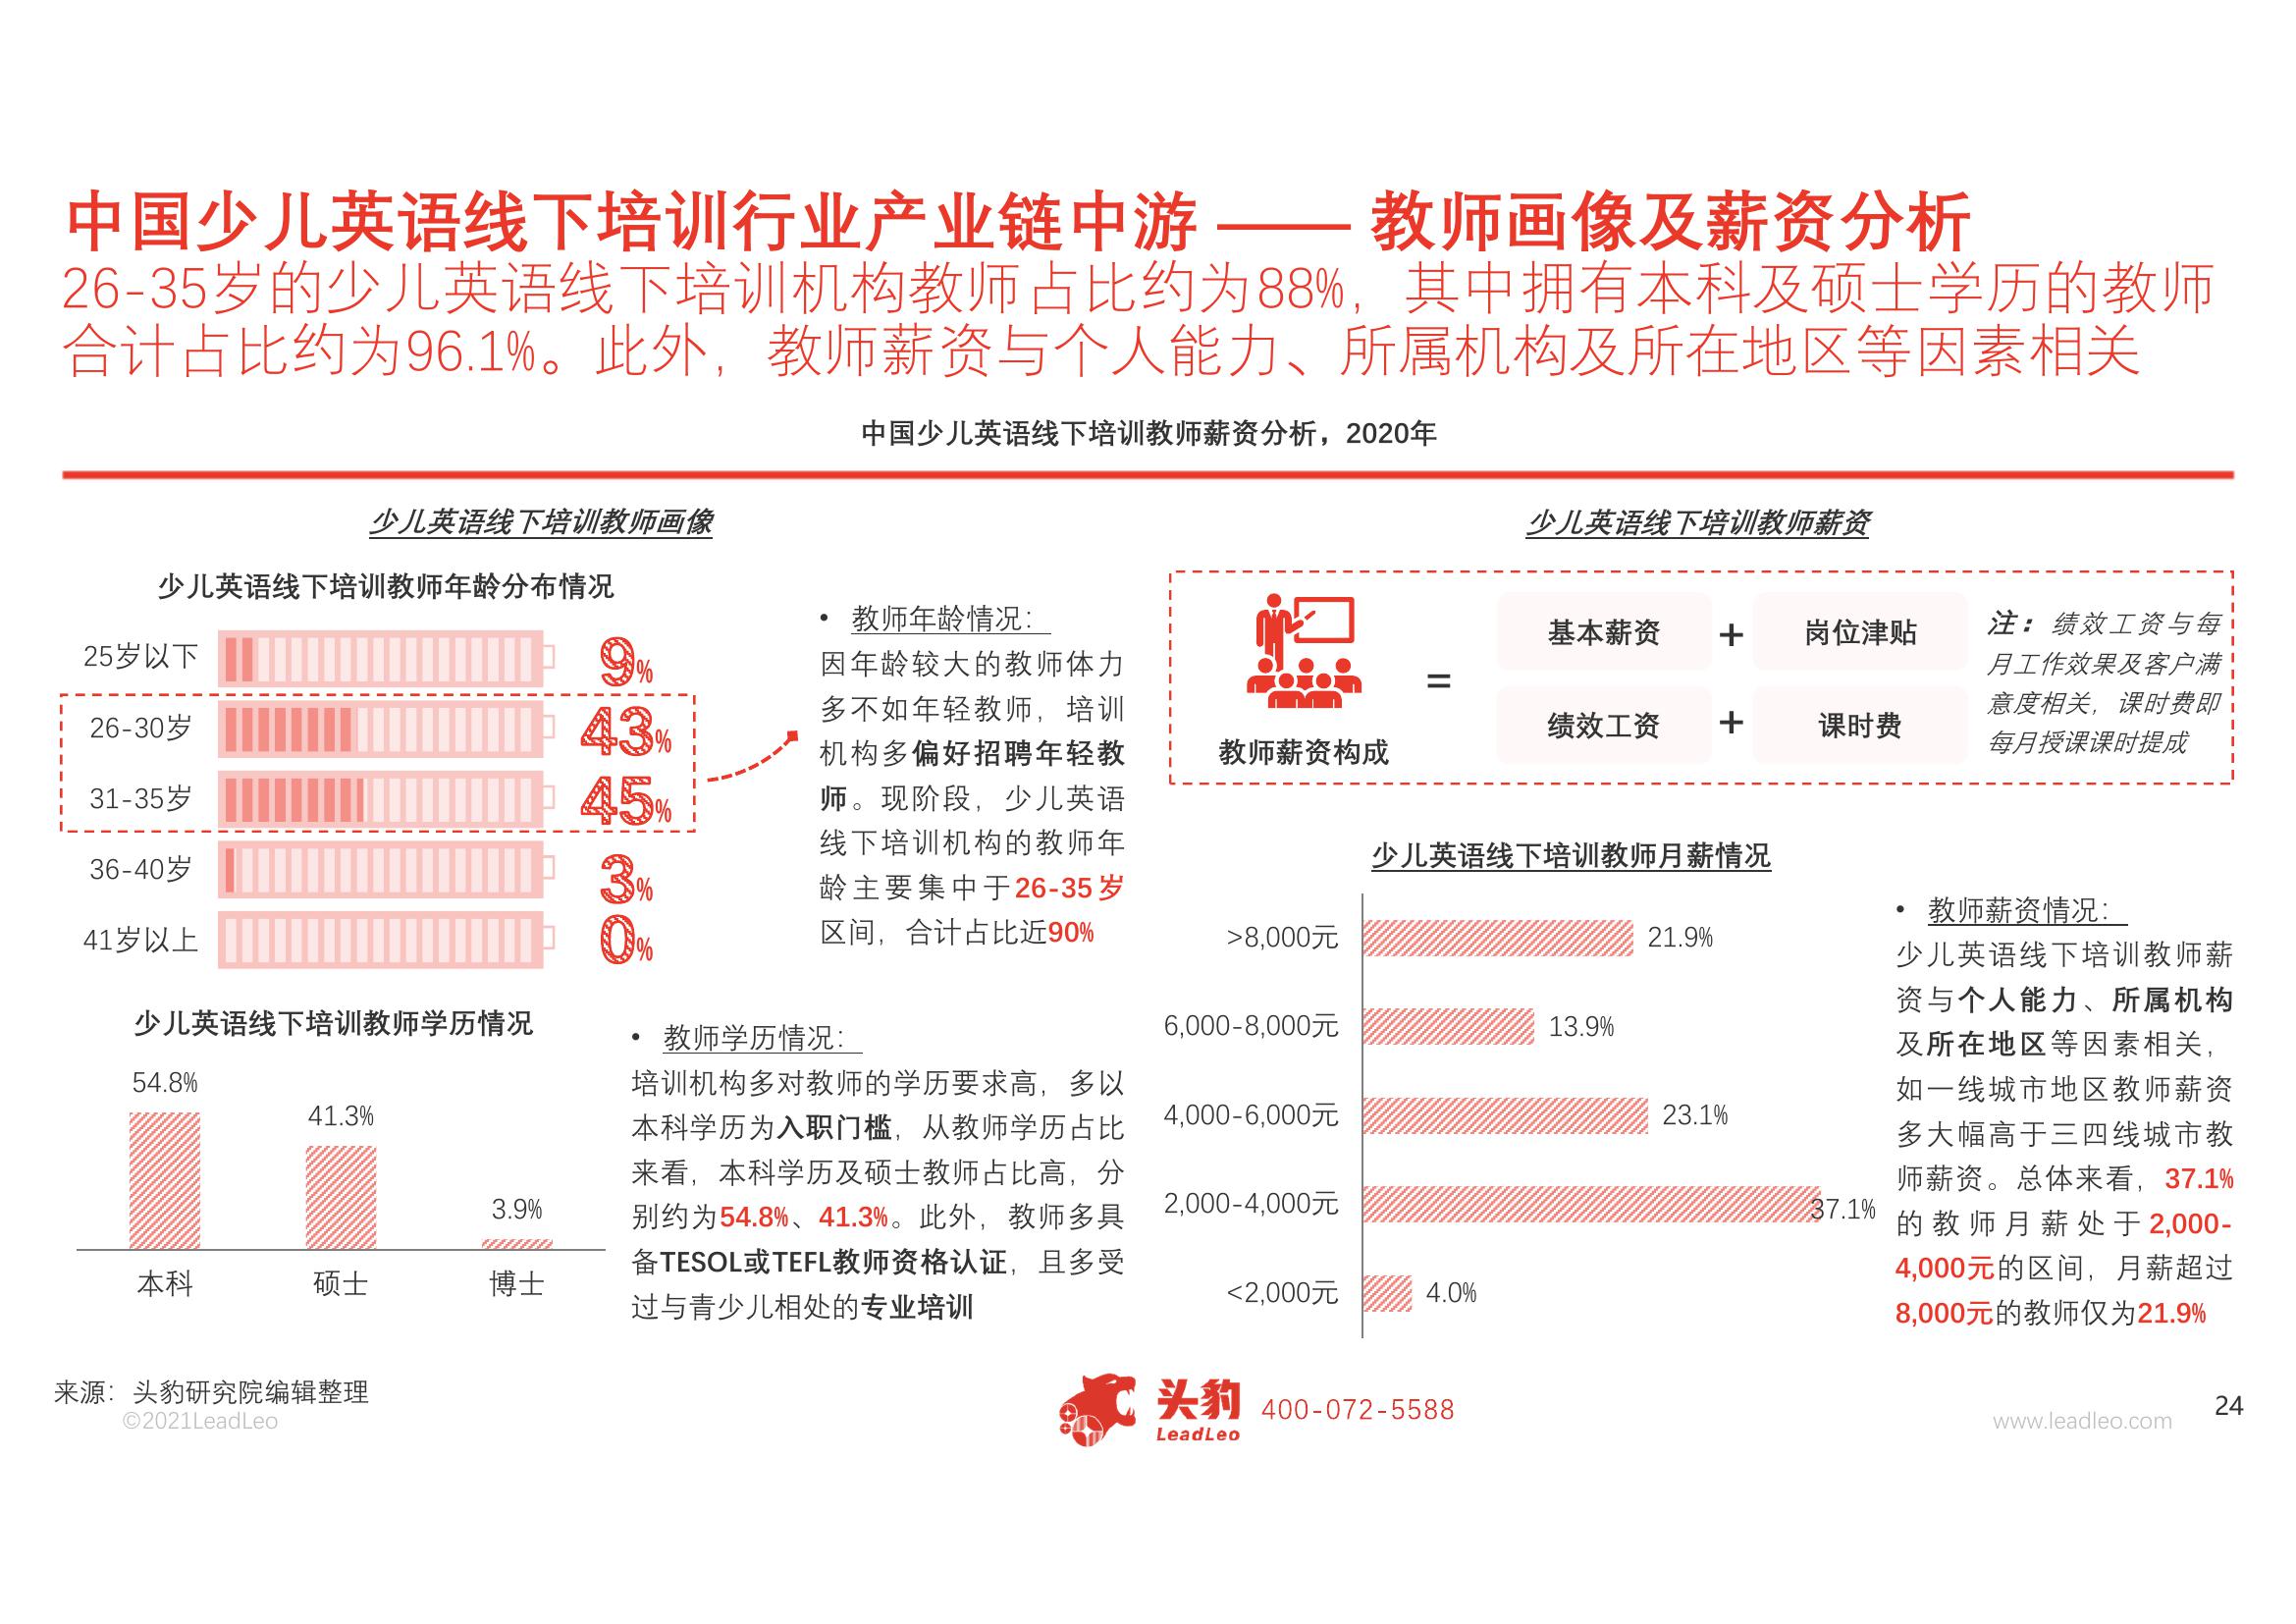 中国少儿英语线下培训行业产业链中游 —— 教师画像及薪资分析
26-35岁的少儿英语线下培训机构教师占比约为88%，其中拥有本科及硕士学历的教师
合计占比约为96.1%。此外，教师薪资与个人能力、所属机构及所在地区等因素相关
中国少儿英语线下培训教师薪资分析，2020年
少儿英语线下培训教师画像
少儿英语线下培训教师年龄分布情况
25岁以下
9%
26-30岁
43%
31-35岁
45%
36-40岁
3%
41岁以上
0%
• 教师年龄情况：
因年龄较大的教师体力
多不如年轻教师，培训
机构多偏好招聘年轻教
师。现阶段，少儿英语
线下培训机构的教师年
龄主要集中于26-35岁
区间，合计占比近90%
少儿英语线下培训教师学历情况
54.8%
41.3%
3.9%
本科
硕士
博士
• 教师学历情况：
培训机构多对教师的学历要求高，多以
本科学历为入职门槛，从教师学历占比
来看，本科学历及硕士教师占比高，分
别约为54.8%、41.3%。此外，教师多具
备TESOL或TEFL教师资格认证，且多受
过与青少儿相处的专业培训
少儿英语线下培训教师薪资
教师薪资构成
=
基本薪资
+
岗位津贴
绩效工资
+
课时费
注：绩效工资与每
月工作效果及客户满
意度相关，课时费即
每月授课课时提成
少儿英语线下培训教师月薪情况
>8,000元
21.9%
6,000-8,000元
13.9%
4,000-6,000元
23.1%
2,000-4,000元
37.1%
<2,000元
4.0%
• 教师薪资情况：
少儿英语线下培训教师薪
资与个人能力、所属机构
及所在地区等因素相关，
如一线城市地区教师薪资
多大幅高于三四线城市教
师薪资。总体来看，37.1%
的教师月薪处于2,000-
4,000元的区间，月薪超过
8,000元的教师仅为21.9%
来源：头豹研究院编辑整理
©2021LeadLeo
头豹
LeadLeo
400-072-5588
www.leadleo.com
24